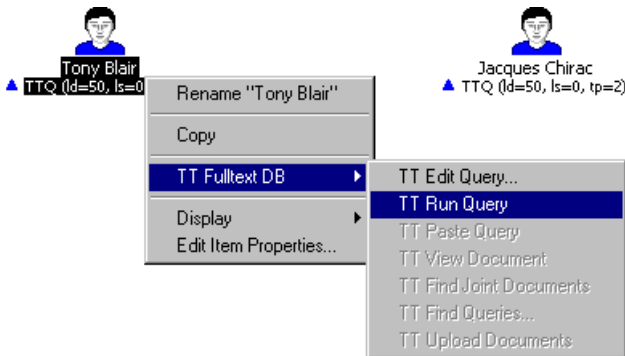 Tony Blair
TTQ (ld=50, ls=0
Jacques Chirac
TTQ (ld=50, ls=0, tp=2)
Rename "Tony Blair"
Copy
TT Fulltext DB
Display
Edit Item Properties...
TT Edit Query...
TT Run Query
TT Paste Query
TT View Document
TT Find Joint Documents
TT Find Queries...
TT Upload Documents